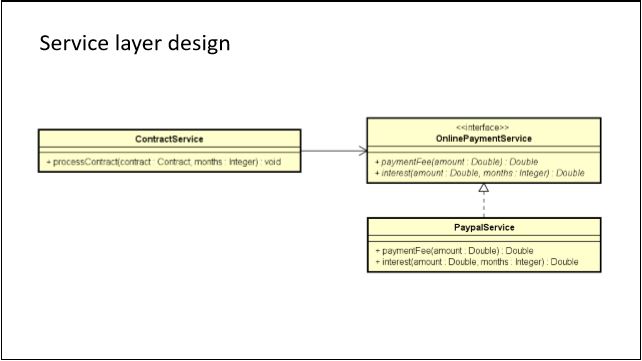 Service layer design
ContractService
+ processContract(contract : Contract, months : Integer) : void
<<interface>>
OnlinePaymentService
+ paymentFee(amount : Double) : Double
+ interest(amount : Double, months : Integer) : Double
PaypalService
+ paymentFee(amount : Double) : Double
+ interest(amount : Double, months : Integer) : Double